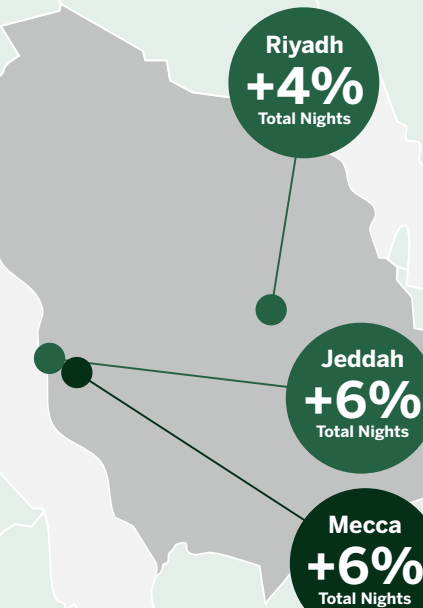 Riyadh
+4%
Total Nights
Jeddah
+6%
Total Nights
Mecca
+6%
Total Nights